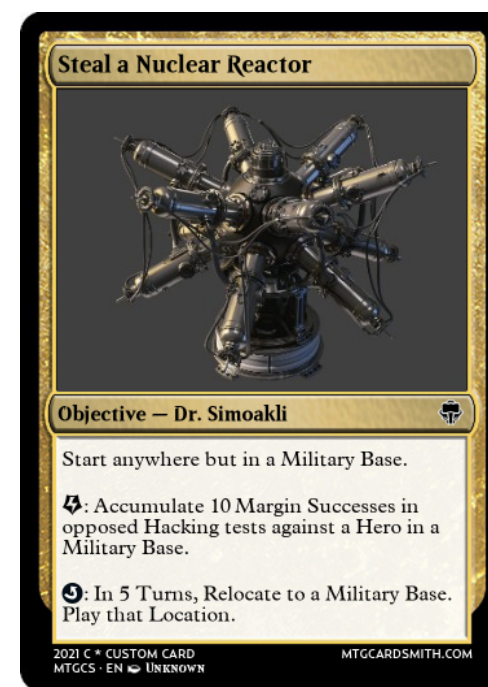 Steal a Nuclear Reactor
Objective — Dr. Simoakli
Start anywhere but in a Military Base.
: Accumulate 10 Margin Successes in
opposed Hacking tests against a Hero in a
Military Base.
: In 5 Turns, Relocate to a Military Base.
Play that Location.
2021 C * CUSTOM CARD
MTGCARDSMITH.COM
MTGCS · EN Unknown